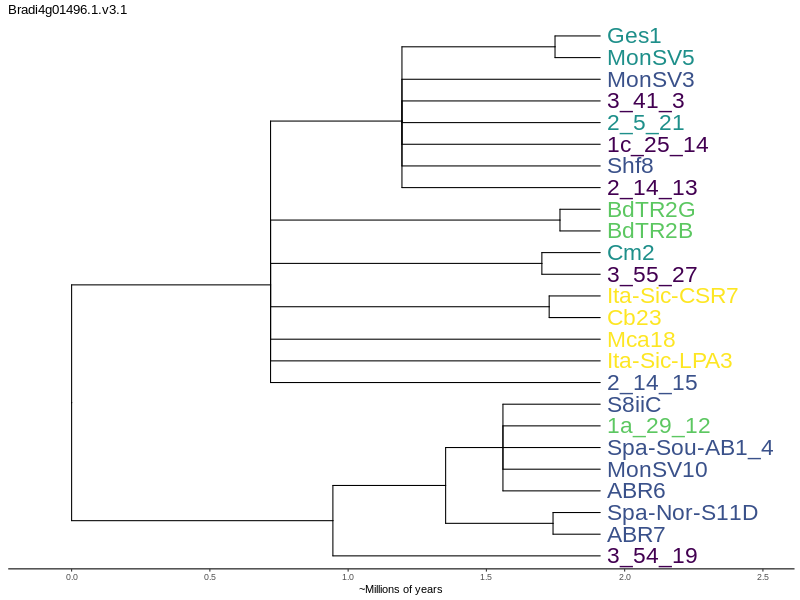 Bradi4g01496.1.v3.1
Ges1
MonSV5
MonSV3
3_41_3
2_5_21
1c_25_14
Shf8
2_14_13
BdTR2G
BdTR2B
Cm2
3_55_27
Ita-Sic-CSR7
Cb23
Mca18
Ita-Sic-LPA3
2_14_15
S8iiC
1a_29_12
Spa-Sou-AB1_4
MonSV10
ABR6
Spa-Nor-S11D
ABR7
3_54_19
0.0 0.5 1.0 1.5 2.0 2.5
~Millions of years